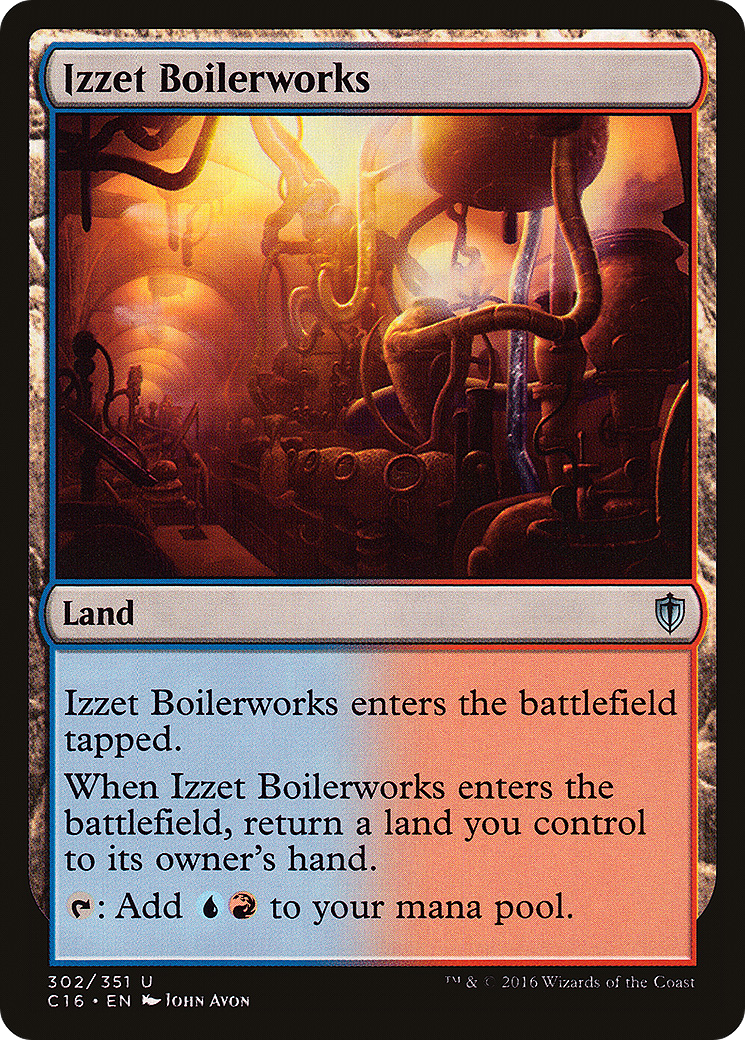 Izzet Boilerworks
Land
Izzet Boilerworks enters the battlefield
tapped.
When Izzet Boilerworks enters the
battlefield, return a land you control
to its owner's hand.
: Add to your mana pool.
302/351 U
C16 • EN John Avon
™ & © 2016 Wizards of the Coast